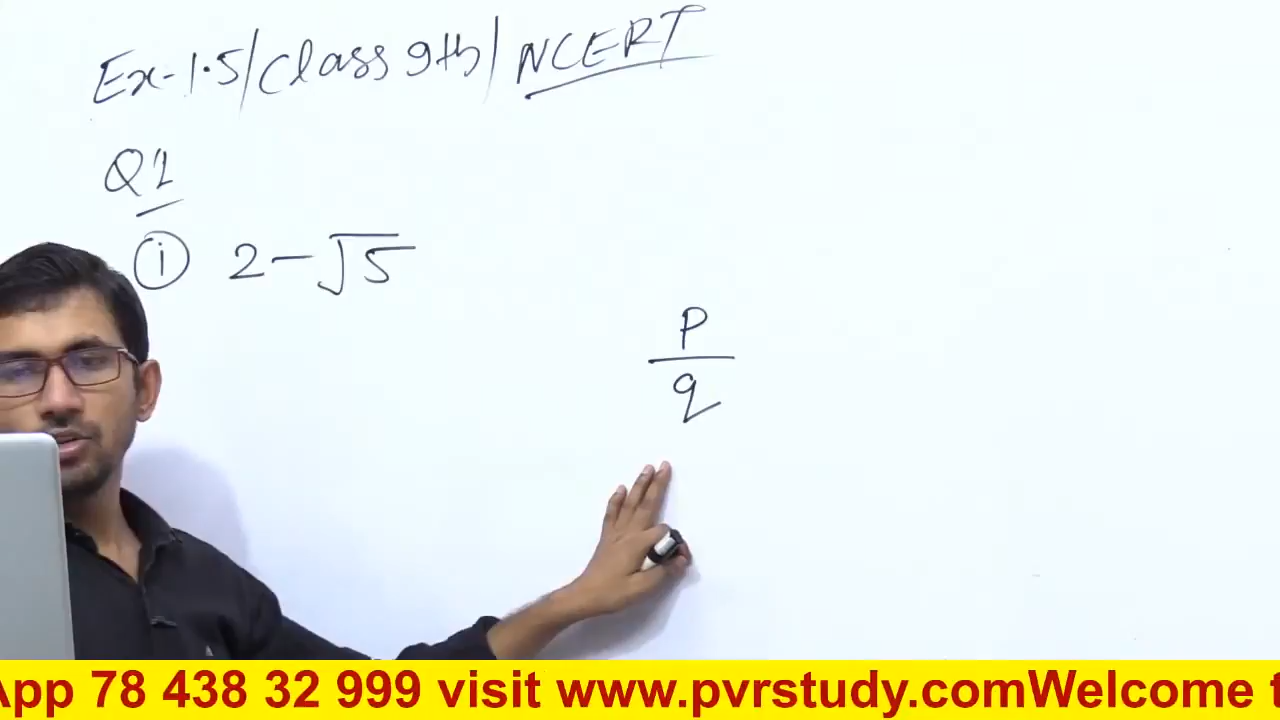 Ex-1.5/Class 9th/NCERT
Q1
(i) 2-√5
P
q
App 78 438 32 999 visit www.pvrstudy.comWelcome t